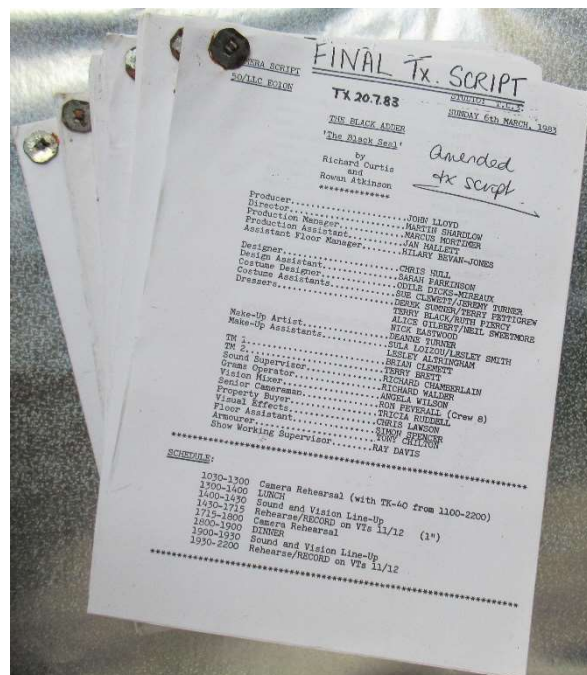 FINAL Tx. SCRIPT
SCRIPT
50/LLC E010N
TX 20.7.83
SUNDAY 6th MARCH, 1983
THE BLACK ADDER
'The Black Seal'
by
Richard Curtis
and
Rowan Atkinson
**************
amended
tx script
Producer....................JOHN LLOYD
Director....................MARTIN SHARDLOW
Production Manager..........MARCUS MORTIMER
Production Assistant........JAN HALLETT
Assistant Floor Manager.....HILARY BEVAN-JONES
Designer....................CHRIS HULL
Design Assistant............SARAH PARKINSON
Costume Designer............ODILE DICKS-MIREAUX
Costume Assistants..........SUE CLEWETT/JEREMY TURNER
Dressers....................DEREK SUMNER/TERRY PETTIGREW
TERRY BLACK/RUTH PIERCY
ALICE GILBERT/NEIL SWEETMORE
NICK EASTWOOD
Make-Up Artist..............DEANNE TURNER
Make-Up Assistants..........SULA LOIZOU/LESLEY SMITH
LESLEY ALTRINGHAM
TM 1........................BRIAN CLEMETT
TM 2........................TERRY BRETT
Sound Supervisor............RICHARD CHAMBERLAIN
Grams Operator..............RICHARD WALDER
Vision Mixer................ANGELA WILSON
Senior Cameraman............RON PEVERALL (Crew 8)
Property Buyer..............TRICIA RUDDELL
Visual Effects..............CHRIS LAWSON
Floor Assistant.............SIMON SPENCER
Armourer....................TONY CHILTON
Show Working Supervisor.....RAY DAVIS
SCHEDULE:
1030-1300 Camera Rehearsal (with TK-40 from 1100-2200)
1300-1400 LUNCH
1400-1430 Sound and Vision Line-Up
1430-1715 Rehearse/RECORD on VTs 11/12 (1")
1715-1800 Camera Rehearsal
1800-1900 DINNER
1900-1930 Sound and Vision Line-Up
1930-2200 Rehearse/RECORD on VTs 11/12